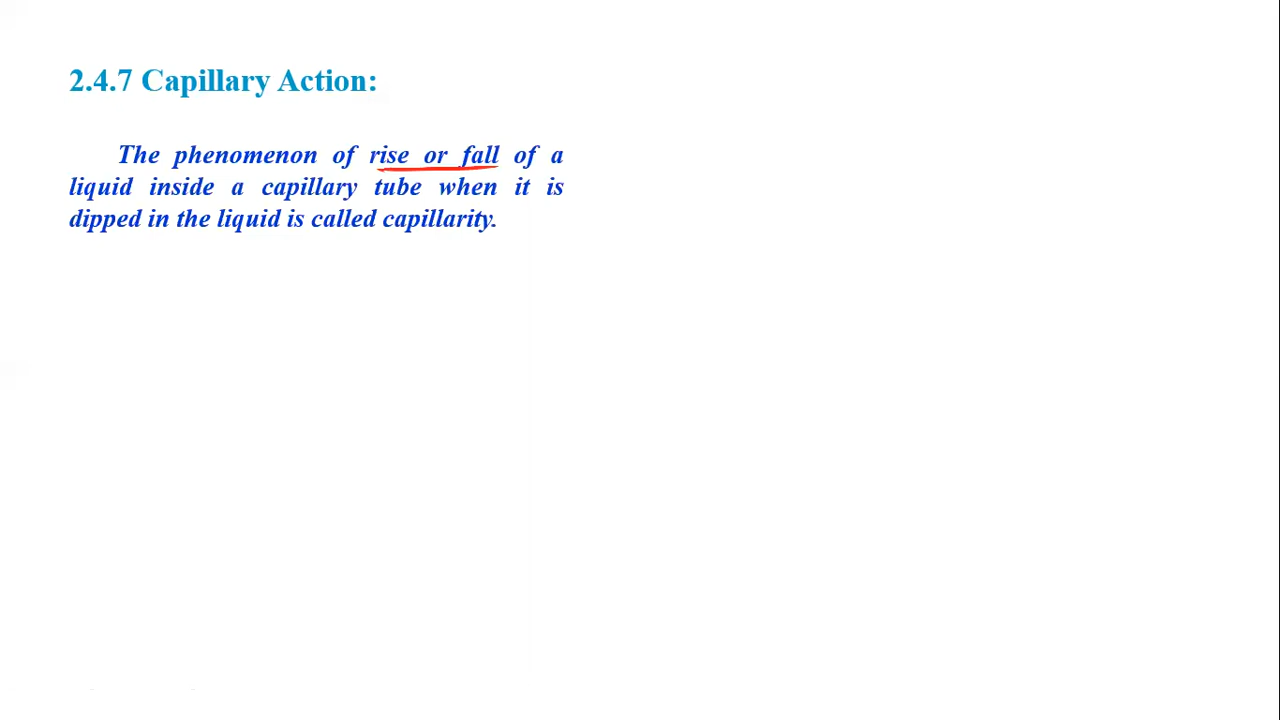 2.4.7 Capillary Action:
The phenomenon of rise or fall of a
liquid inside a capillary tube when it is
dipped in the liquid is called capillarity.